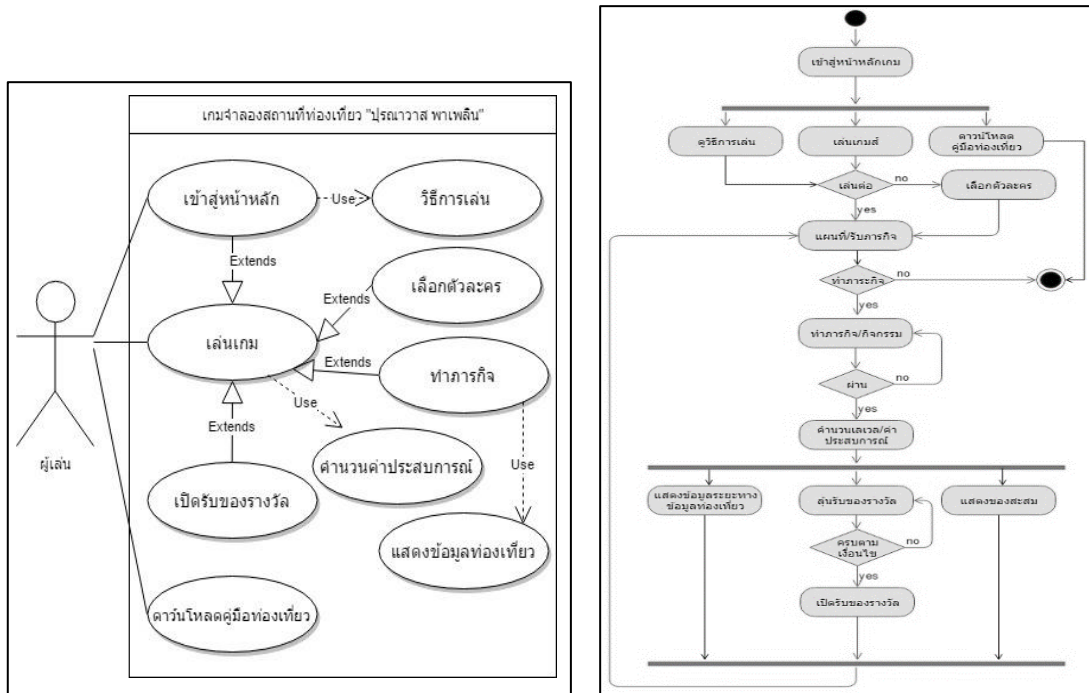 เกมจำลองสถานที่ท่องเที่ยว "ปุรณาวาส พาเพลิน"
เข้าสู่หน้าหลัก
Use
วิธีการเล่น
Extends
เลือกตัวละคร
Extends
เล่นเกม
Extends
ทำภารกิจ
Use
Extends
คำนวนค่าประสบการณ์
Use
เปิดรับของรางวัล
แสดงข้อมูลท่องเที่ยว
ดาว์นโหลดคู่มือท่องเที่ยว
ผู้เล่น
เข้าสู่หน้าหลักเกม
ดูวิธีการเล่น
เล่นเกมส์
ดาวน์โหลด
คู่มือท่องเที่ยว
เล่นต่อ
no
เลือกตัวละคร
yes
แผนที่/รับภารกิจ
ทำภาระกิจ
no
yes
ทำภารกิจ/กิจกรรม
ผ่าน
no
yes
คำนวนเลเวล/ค่า
ประสบการณ์
แสดงข้อมูลระยะทาง
ข้อมูลท่องเที่ยว
ลุ้นรับของรางวัล
แสดงของสะสม
ครบตาม
เงื่อนไข
no
yes
เปิดรับของรางวัล